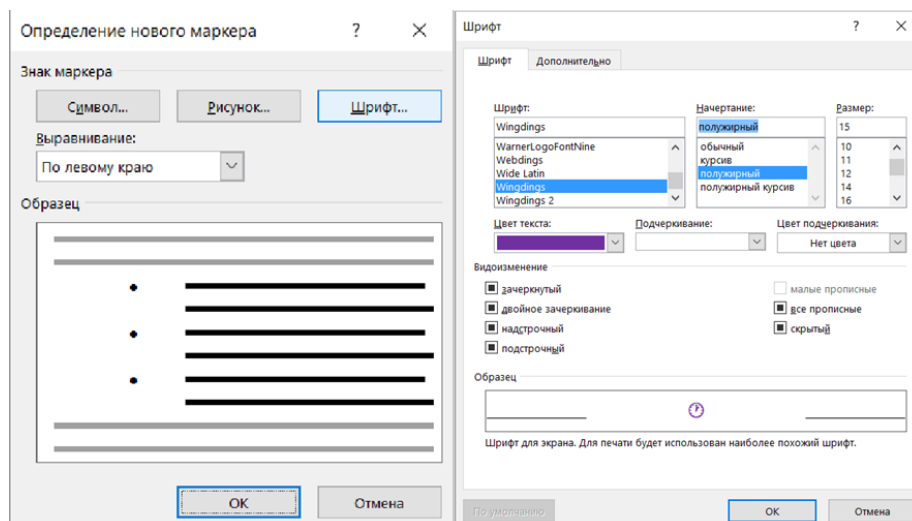 Определение нового маркера ? ×
Знак маркера
Символ... Рисунок... Шрифт...
Выравнивание:
По левому краю
Образец
ОК Отмена
Шрифт ? ×
Шрифт Дополнительно
Шрифт: Начертание: Размер:
Wingdings полужирный 15
WarnerLogoFontNine обычный 10
Webdings курсив 11
Wide Latin полужирный 12
Wingdings полужирный курсив 14
Wingdings 2 16
Цвет текста: Подчеркивание: Цвет подчеркивания:
Нет цвета
Видоизменение
зачеркнутый малые прописные
двойное зачеркивание все прописные
надстрочный скрытый
подстрочный
Образец
Шрифт для экрана. Для печати будет использован наиболее похожий шрифт.
По умолчанию ОК Отмена